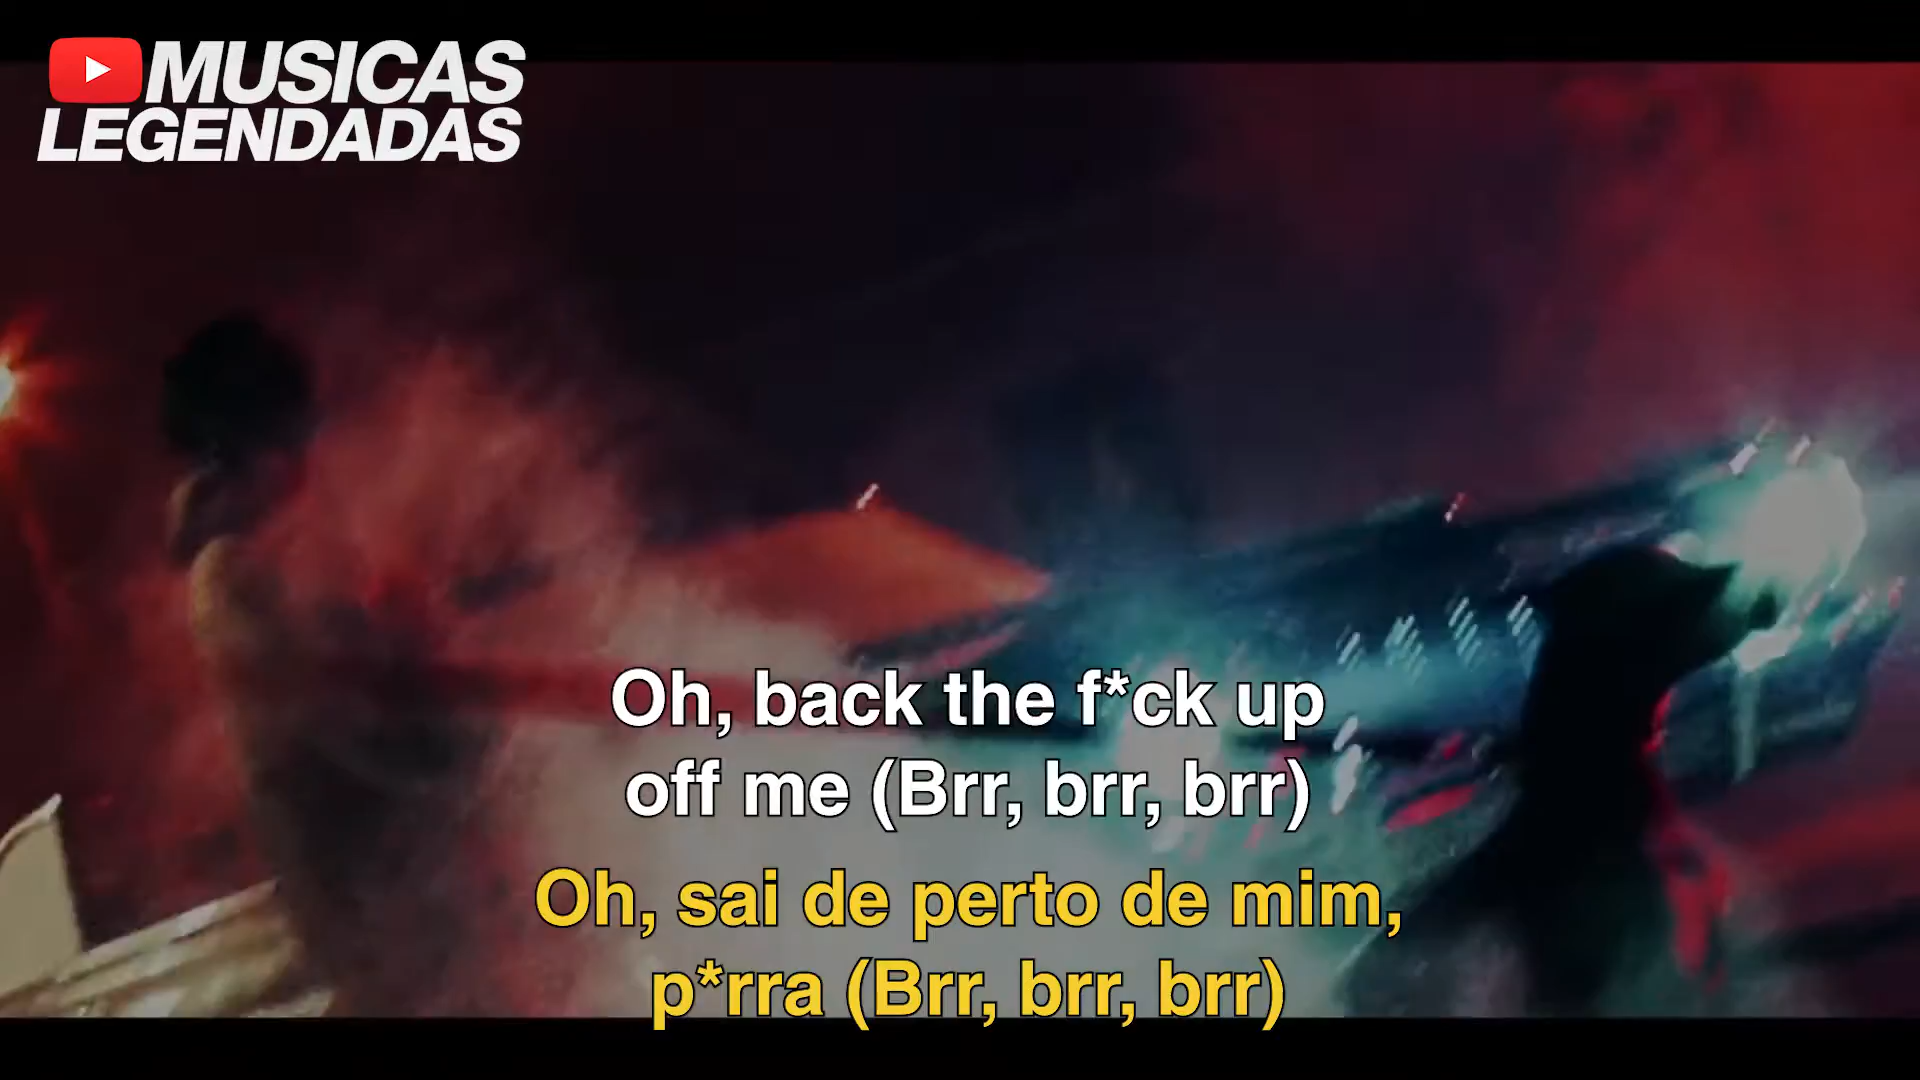 MUSICAS
LEGENDADAS
Oh, back the f*ck up
off me (Brr, brr, brr)
Oh, sai de perto de mim,
p*rra (Brr, brr, brr)